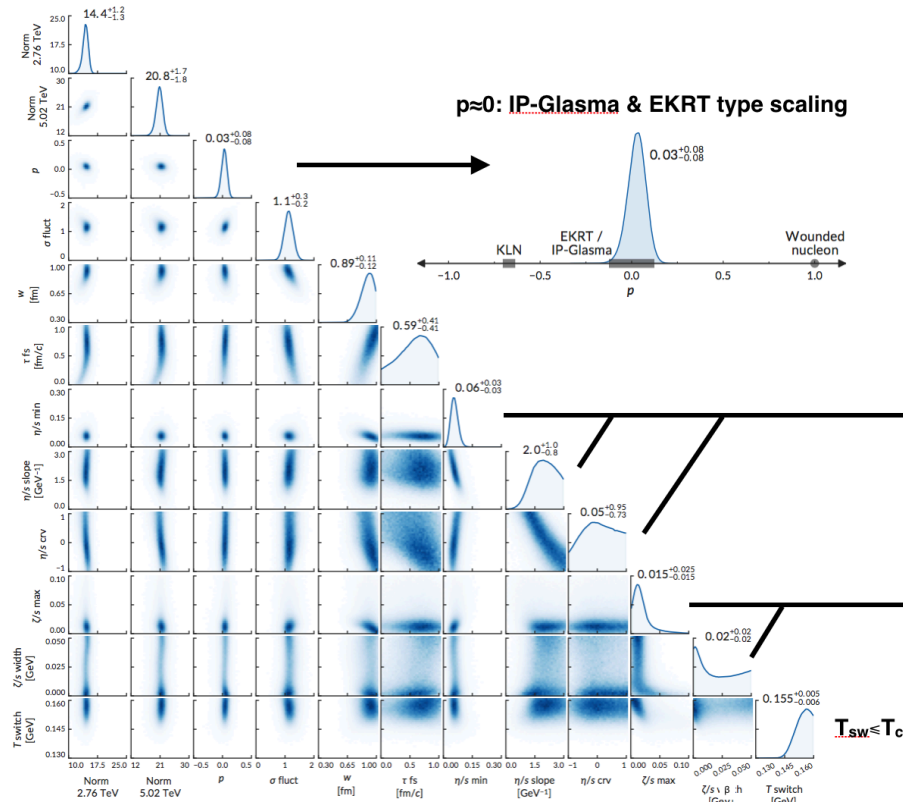 14.4+1.2−1.3
Norm
2.76 TeV
25.0
17.5
10.0
20.8+1.7−1.8
Norm
5.02 TeV
30
21
12
p≈0: IP-Glasma & EKRT type scaling
0.03+0.08−0.08
p
0.5
0.0
−0.5
0.03+0.08−0.08
1.1+0.3−0.2
σ fluct
2
1
0
KLN
EKRT /
IP-Glasma
Wounded
nucleon
−1.0 −0.5 0.0 0.5 1.0
p
0.89+0.11−0.12
w
[fm]
1.00
0.65
0.30
0.59+0.41−0.41
τ fs
[fm/c]
1.0
0.5
0.0
0.06+0.03−0.03
η/s min
0.30
0.15
0.00
2.0+1.0−0.8
η/s slope
[GeV⁻¹]
3.0
1.5
0.0
0.05+0.95−0.73
η/s crv
1
0
−1
0.015+0.025−0.015
ζ/s max
0.10
0.05
0.00
0.02+0.02−0.02
ζ/s width
[GeV]
0.050
0.025
0.000
0.155+0.005−0.006
T switch
[GeV]
0.160
0.145
0.130
Tsw≤Tc
10.0 17.5 25.0 12 21 30 −0.5 0.0 0.5 0 1 2 0.30 0.65 1.00 0.0 0.5 1.0 0.00 0.15 0.30 0.0 1.5 3.0 −1 0 1 0.00 0.05 0.10 0.000 0.025 0.050 0.130 0.145 0.160
Norm
2.76 TeV
Norm
5.02 TeV
p
σ fluct
w
[fm]
τ fs
[fm/c]
η/s min
η/s slope
[GeV⁻¹]
η/s crv
ζ/s max
T switch
[GeV]